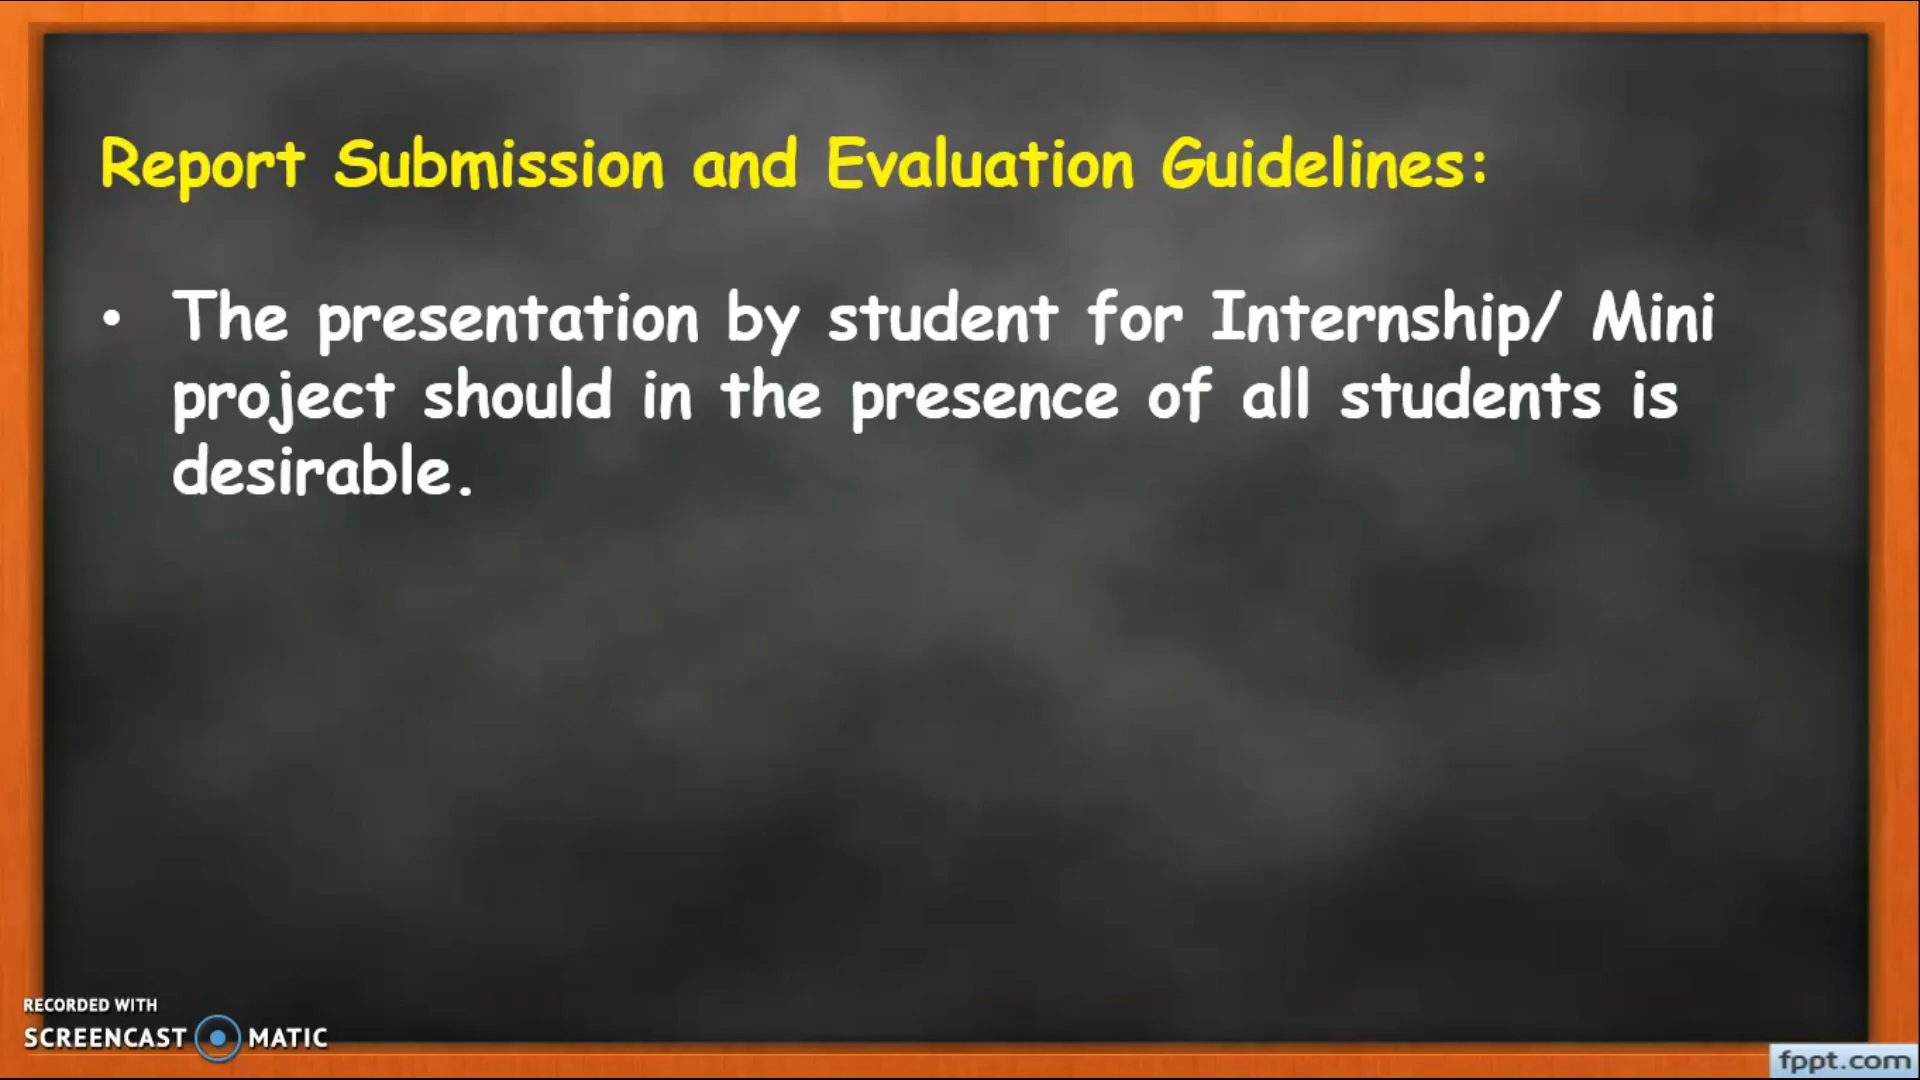 Report Submission and Evaluation Guidelines:
• The presentation by student for Internship/ Mini
project should in the presence of all students is
desirable.
RECORDED WITH
SCREENCAST MATIC
fppt.com